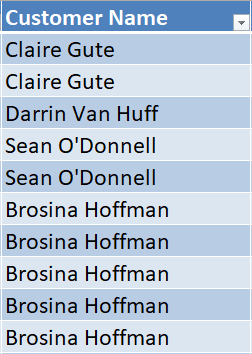 Customer Name
Claire Gute
Claire Gute
Darrin Van Huff
Sean O'Donnell
Sean O'Donnell
Brosina Hoffman
Brosina Hoffman
Brosina Hoffman
Brosina Hoffman
Brosina Hoffman